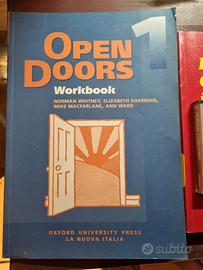 OPEN 1
DOORS
Workbook
NORMAN WHITNEY, ELIZABETH SHARMAN,
MIKE MACFARLANE, ANN WARD
OXFORD UNIVERSITY PRESS
LA NUOVA ITALIA
subito